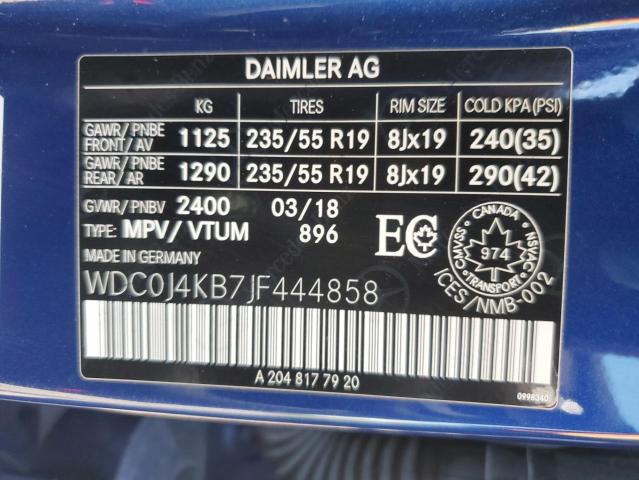 DAIMLER AG
KG TIRES RIM SIZE COLD KPA(PSI)
GAWR/PNBE FRONT/AV 1125 235/55 R19 8Jx19 240(35)
GAWR/PNBE REAR/AR 1290 235/55 R19 8Jx19 290(42)
GVWR/PNBV 2400 03/18
TYPE: MPV/VTUM 896 EC
MADE IN GERMANY
CANADA
CMVSS 974 NSVAC
TRANSPORT
ICES/NMB-002
WDC0J4KB7JF444858
A 204 817 79 20
0998340